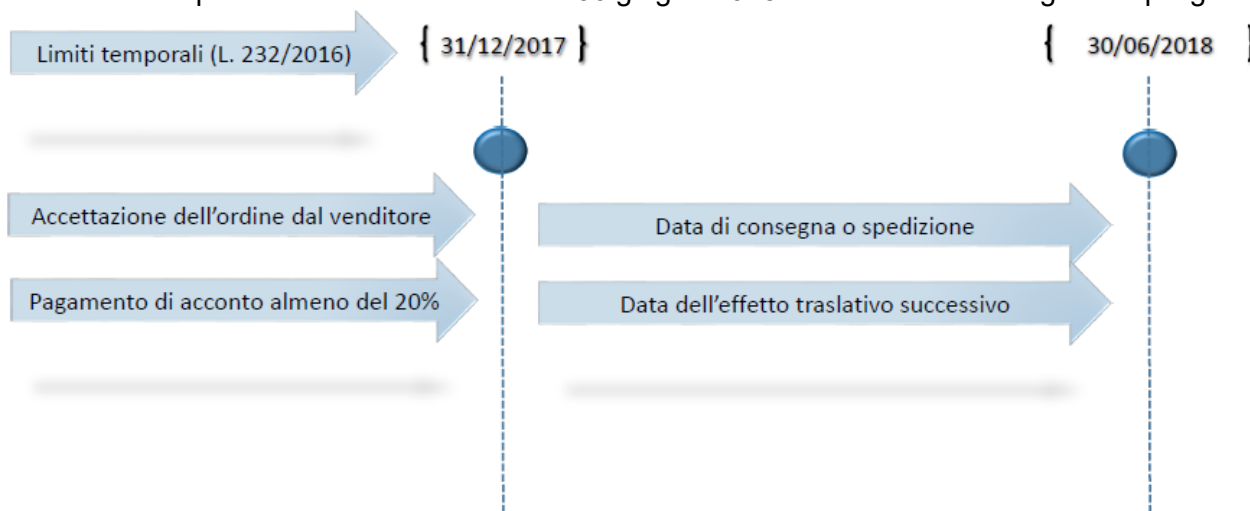 Limiti temporali (L. 232/2016)
{ 31/12/2017 }
{ 30/06/2018 }
Accettazione dell'ordine dal venditore
Data di consegna o spedizione
Pagamento di acconto almeno del 20%
Data dell'effetto traslativo successivo